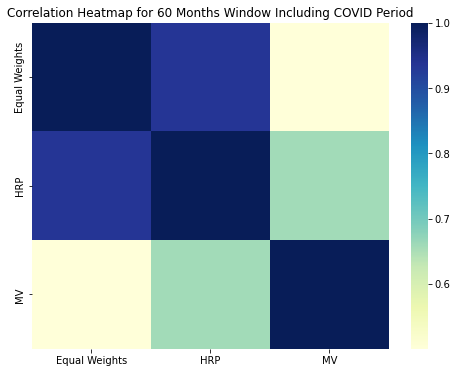 Correlation Heatmap for 60 Months Window Including COVID Period
Equal Weights
HRP
MV
Equal Weights HRP MV
1.0
0.9
0.8
0.7
0.6